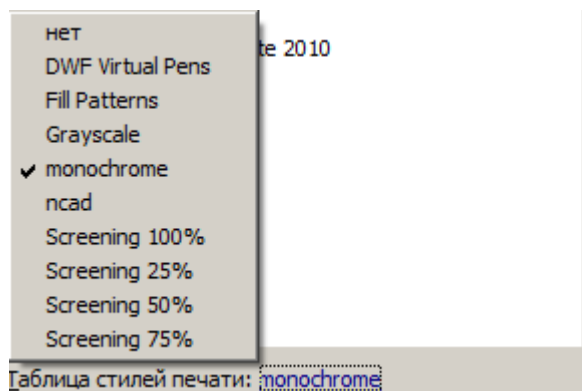 нет
te 2010
DWF Virtual Pens
Fill Patterns
Grayscale
monochrome
ncad
Screening 100%
Screening 25%
Screening 50%
Screening 75%
Таблица стилей печати: monochrome